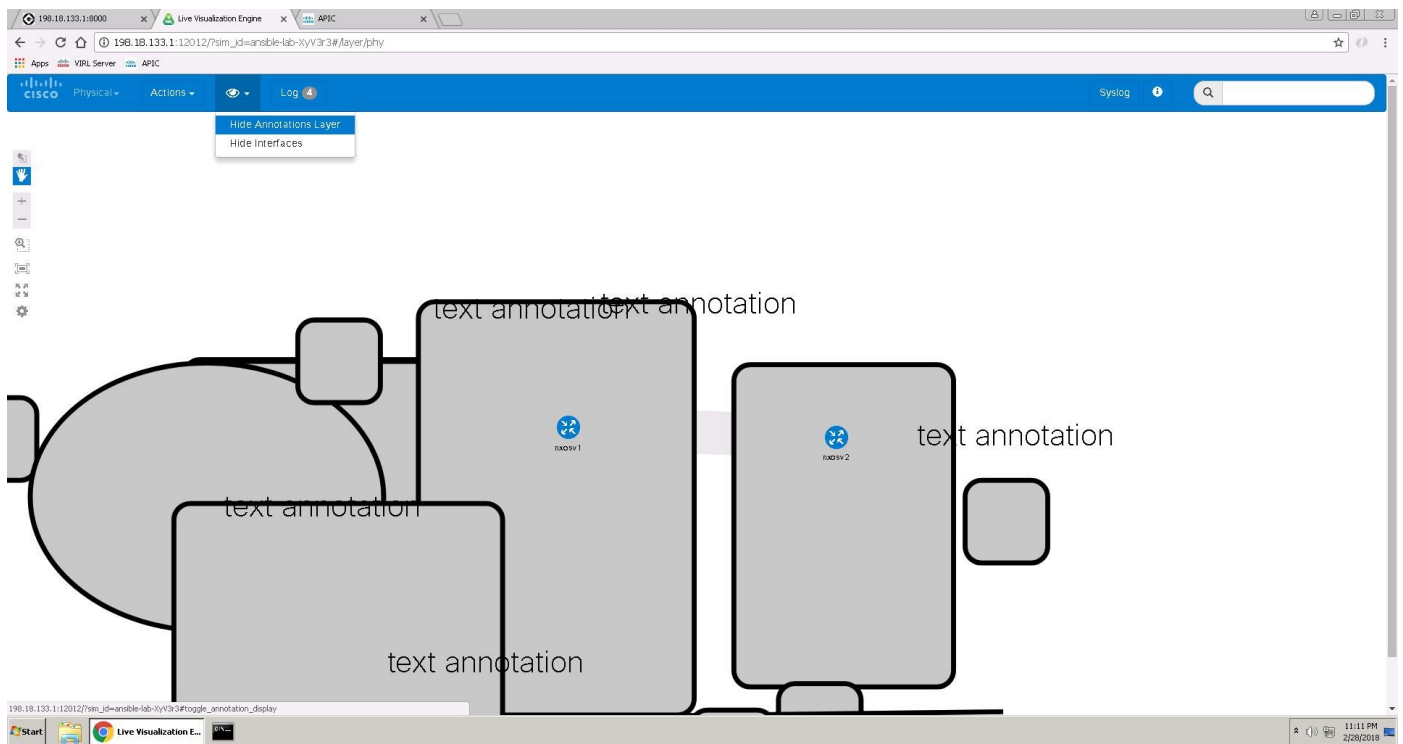 198.18.133.1:8000
Live Visualization Engine
APIC
198.18.133.1:12012/?sim_id=ansible-lab-XyV3r3#/layer/phy
Apps VIRL Server APIC
CISCO Physical Actions Log 4 Syslog
Hide Annotations Layer
Hide Interfaces
text annotation
text annotation
nxosv1
nxosv2
text annotation
text annotation
text annotation
198.18.133.1:12012/?sim_id=ansible-lab-XyV3r3#toggle_annotation_display
Start Live Visualization E...
11:11 PM
2/28/2018